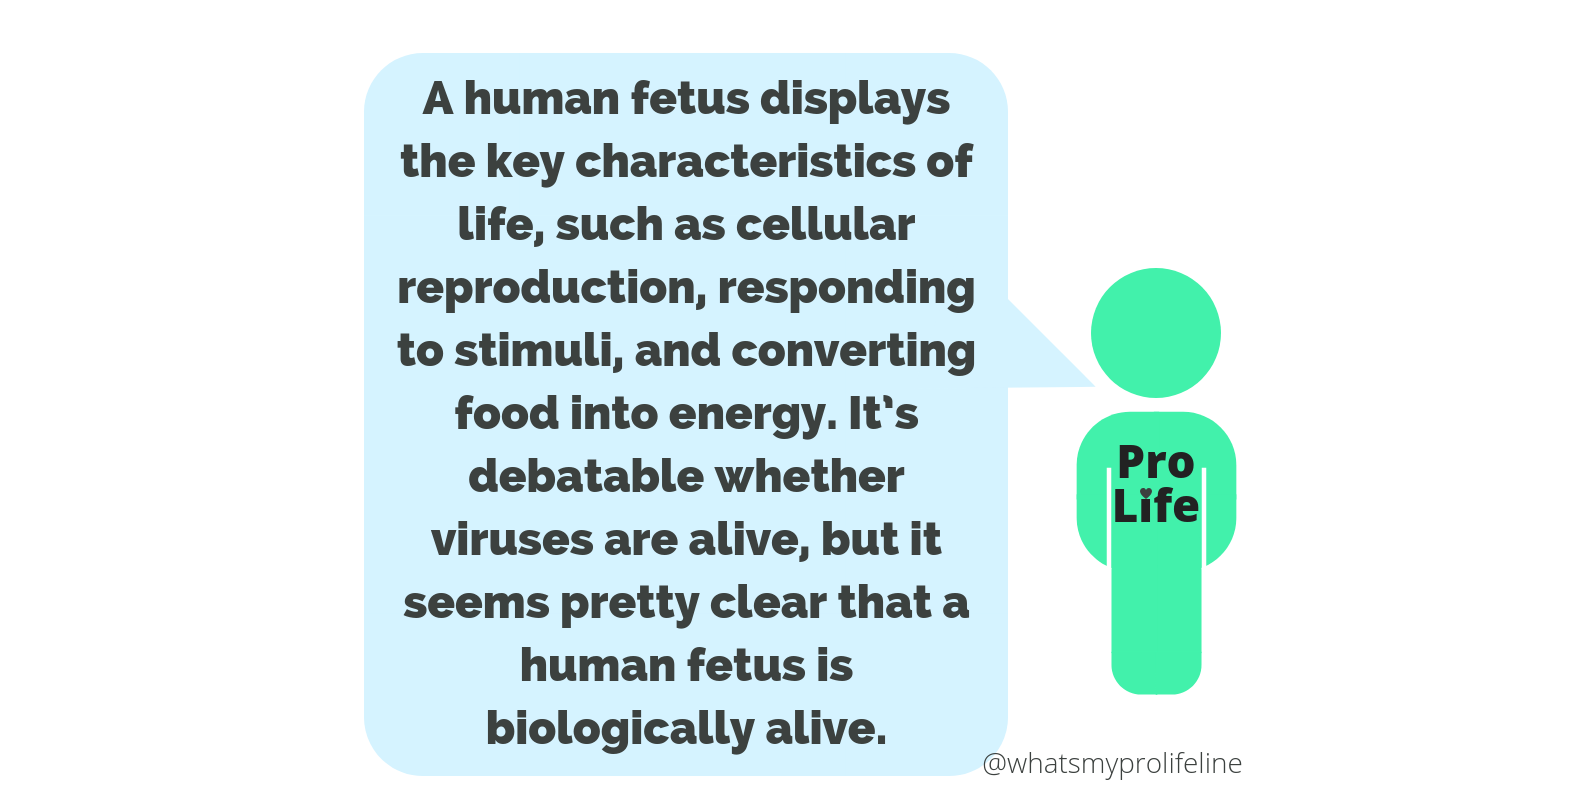 A human fetus displays
the key characteristics of
life, such as cellular
reproduction, responding
to stimuli, and converting
food into energy. It's
debatable whether
viruses are alive, but it
seems pretty clear that a
human fetus is
biologically alive.
Pro
Life
@whatsmyprolifeline